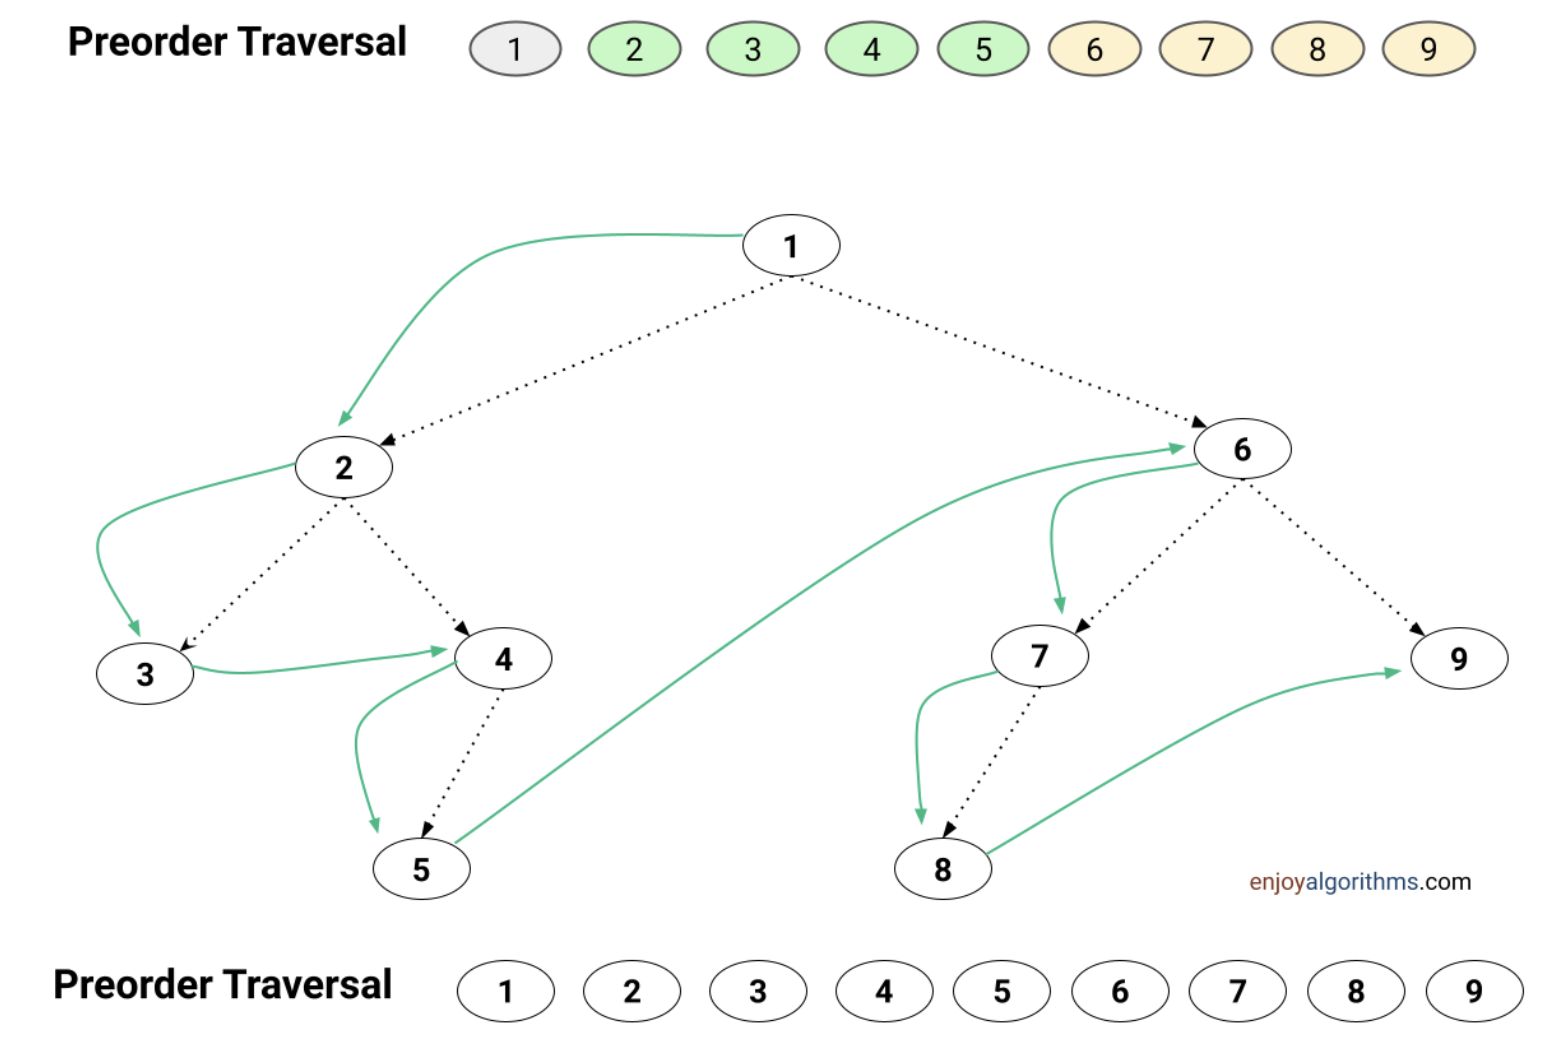 Preorder Traversal 1 2 3 4 5 6 7 8 9
1
2 6
3 4 7 9
5 8
enjoyalgorithms.com
Preorder Traversal 1 2 3 4 5 6 7 8 9